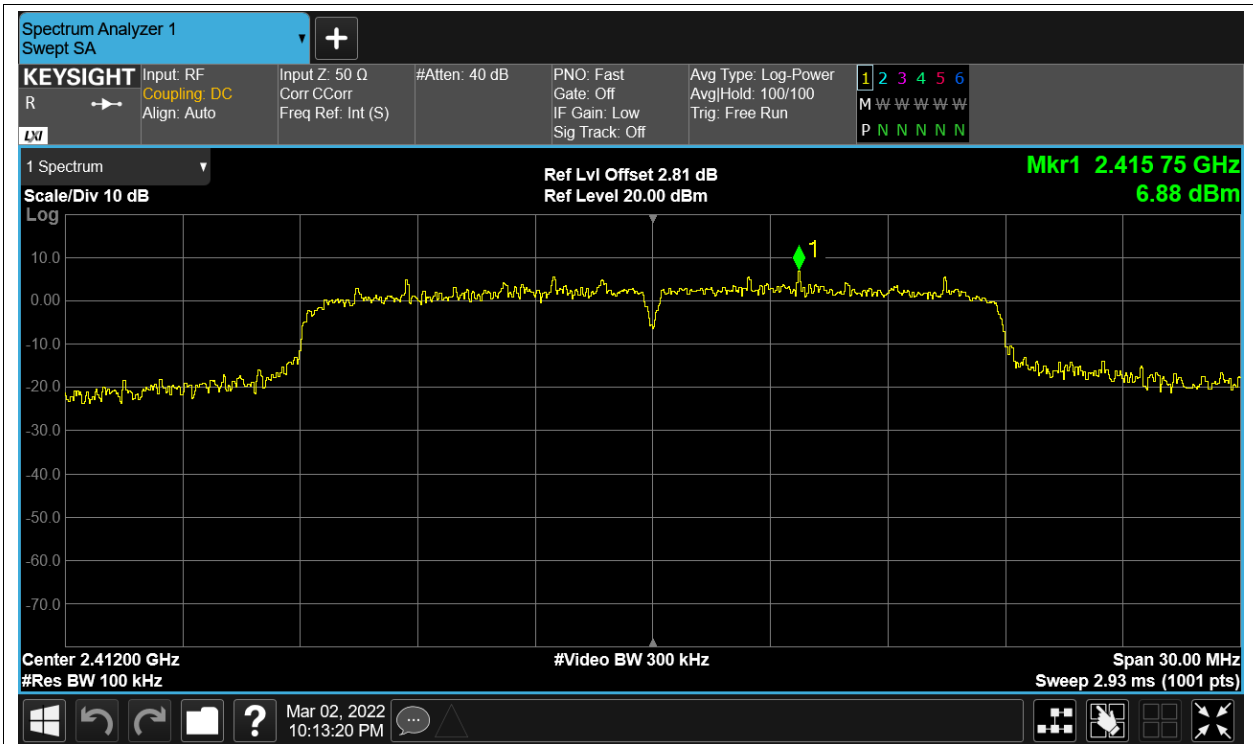 Spectrum Analyzer 1
Swept SA
KEYSIGHT
R
LXI
Input: RF
Coupling: DC
Align: Auto
Input Z: 50 Ω
Corr CCorr
Freq Ref: Int (S)
#Atten: 40 dB
PNO: Fast
Gate: Off
IF Gain: Low
Sig Track: Off
Avg Type: Log-Power
Avg|Hold: 100/100
Trig: Free Run
1 2 3 4 5 6
M W W W W W
P N N N N N
1 Spectrum
Scale/Div 10 dB
Ref Lvl Offset 2.81 dB
Ref Level 20.00 dBm
Mkr1 2.415 75 GHz
6.88 dBm
Log
1
10.0
0.00
-10.0
-20.0
-30.0
-40.0
-50.0
-60.0
-70.0
Center 2.41200 GHz
#Video BW 300 kHz
Span 30.00 MHz
#Res BW 100 kHz
Sweep 2.93 ms (1001 pts)
?
Mar 02, 2022
10:13:20 PM